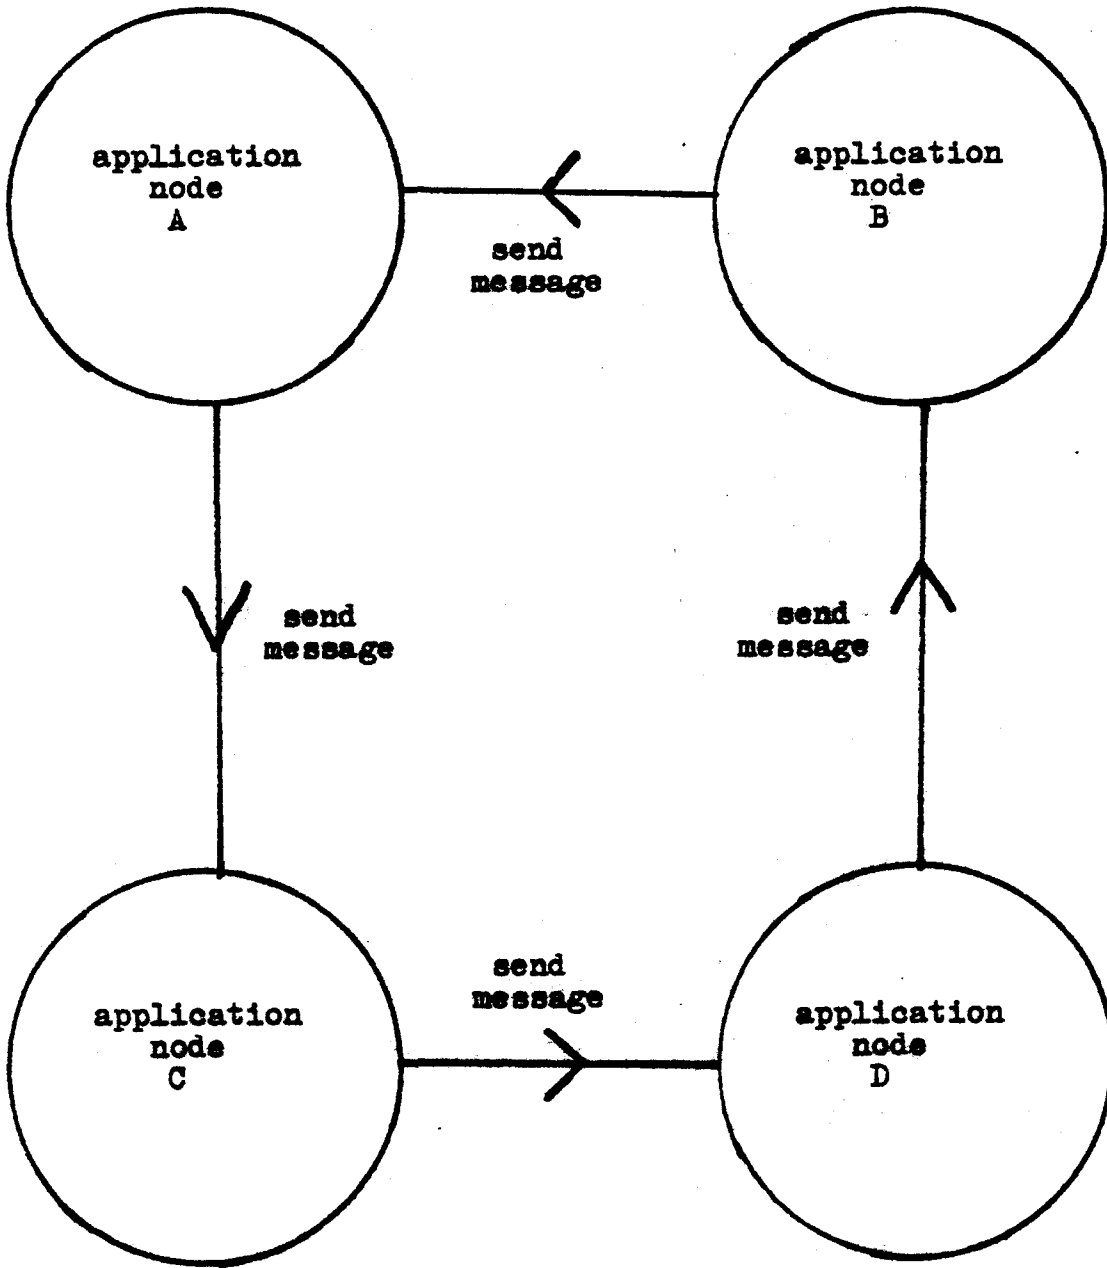 application
node
A
application
node
B
send
message
send
message
send
message
send
message
application
node
C
application
node
D